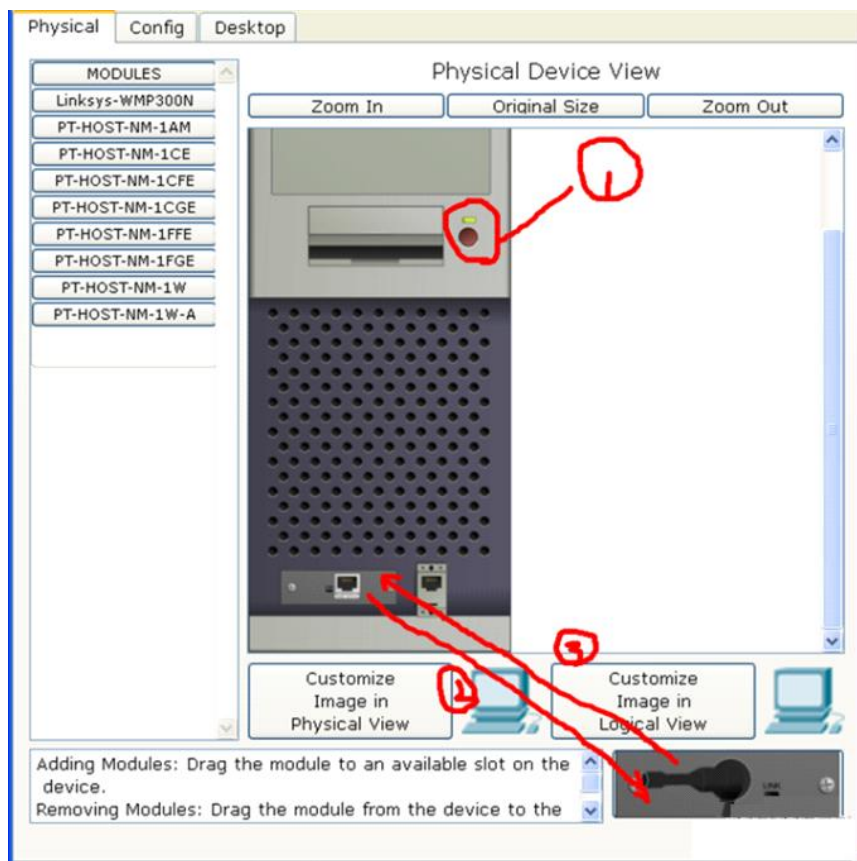 Physical
Config
Desktop
MODULES
Linksys-WMP300N
PT-HOST-NM-1AM
PT-HOST-NM-1CE
PT-HOST-NM-1CFE
PT-HOST-NM-1CGE
PT-HOST-NM-1FFE
PT-HOST-NM-1FGE
PT-HOST-NM-1W
PT-HOST-NM-1W-A
Physical Device View
Zoom In
Original Size
Zoom Out
1
2
3
Customize
Image in
Physical View
Customize
Image in
Logical View
Adding Modules: Drag the module to an available slot on the
device.
Removing Modules: Drag the module from the device to the
LINK